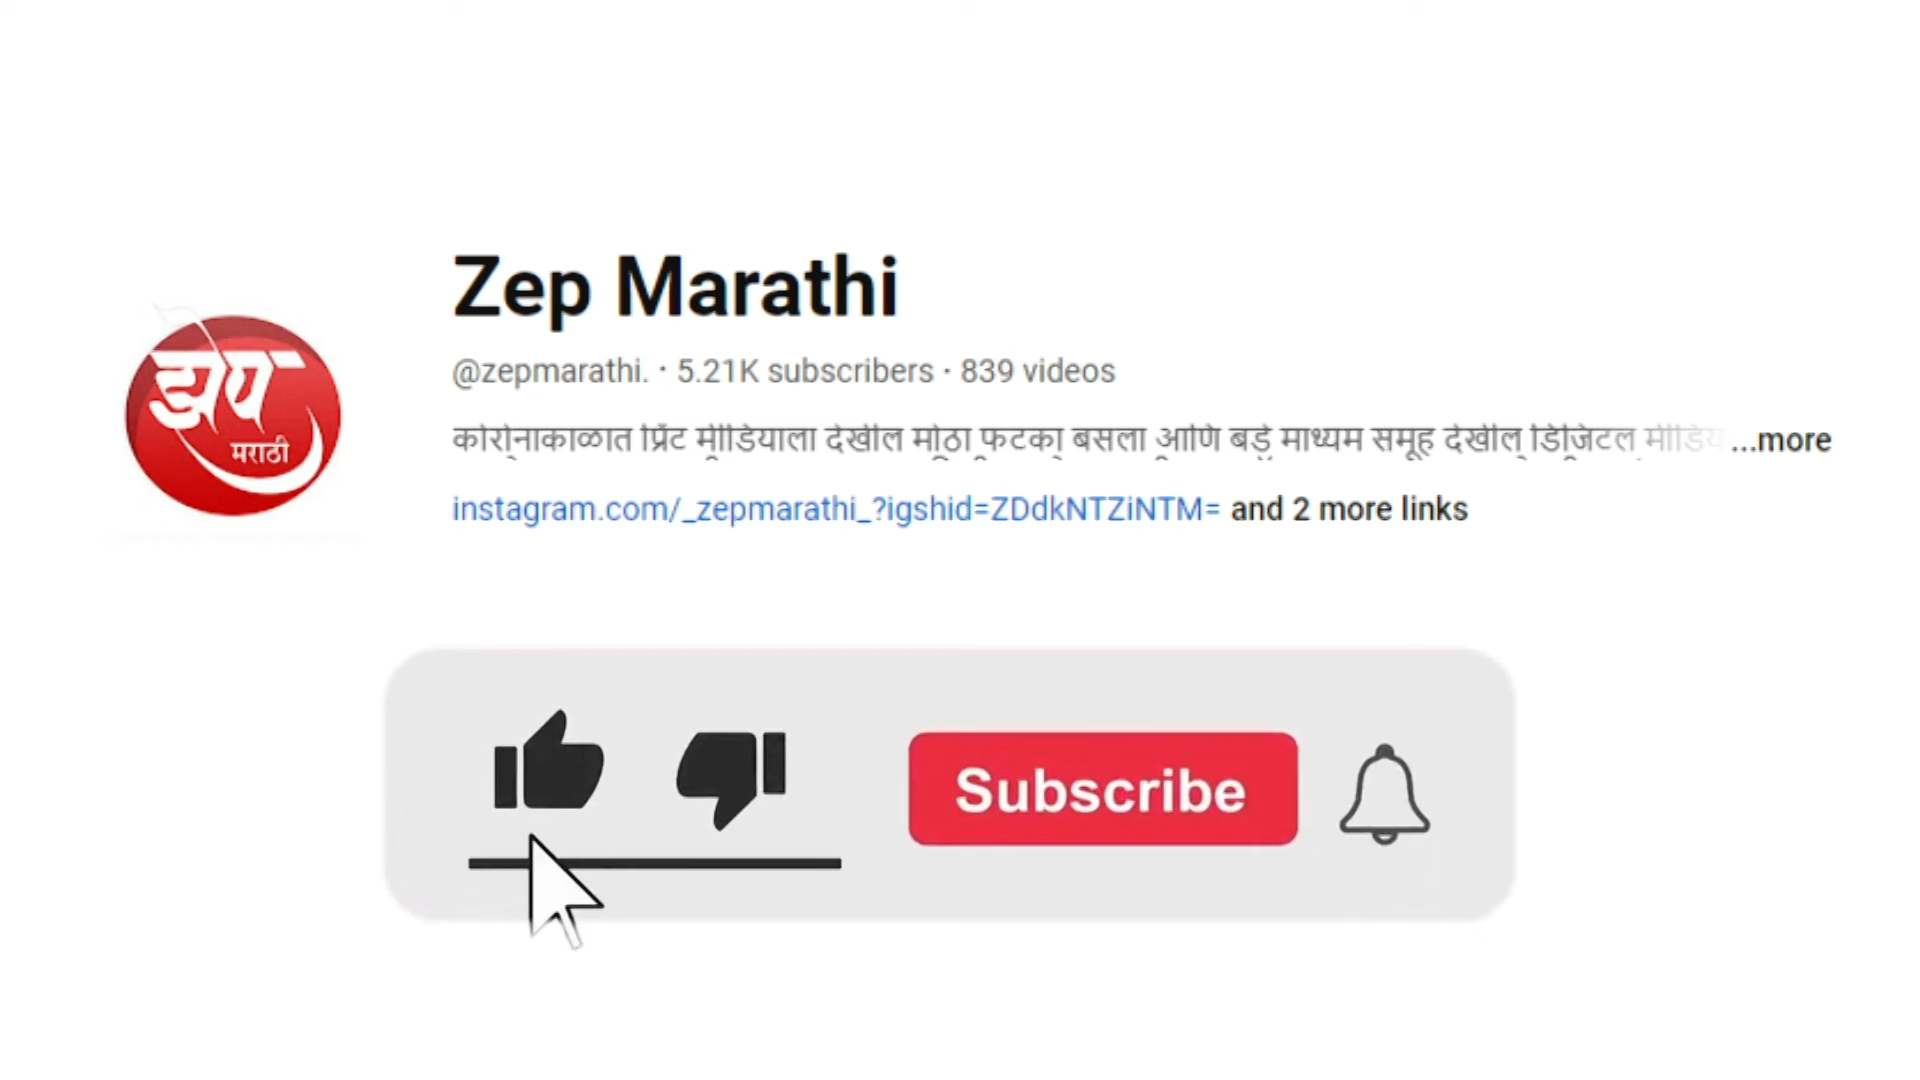 Zep Marathi
@zepmarathi. · 5.21K subscribers · 839 videos
झेप
मराठी
कोरोनाकाळात प्रिंट मीडियाला देखील मोठा फटका बसला आणि बडे माध्यम समूह देखील डिजिटल मीडिय ...more
instagram.com/_zepmarathi_?igshid=ZDdkNTZiNTM= and 2 more links
Subscribe